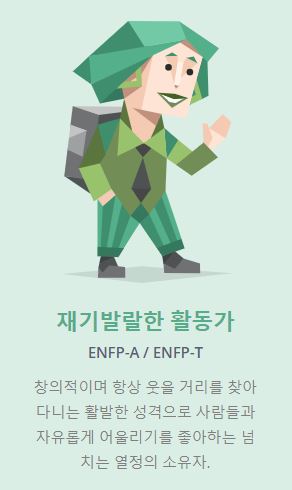 재기발랄한 활동가
ENFP-A / ENFP-T
창의적이며 항상 웃을 거리를 찾아
다니는 활발한 성격으로 사람들과
자유롭게 어울리기를 좋아하는 넘
치는 열정의 소유자.